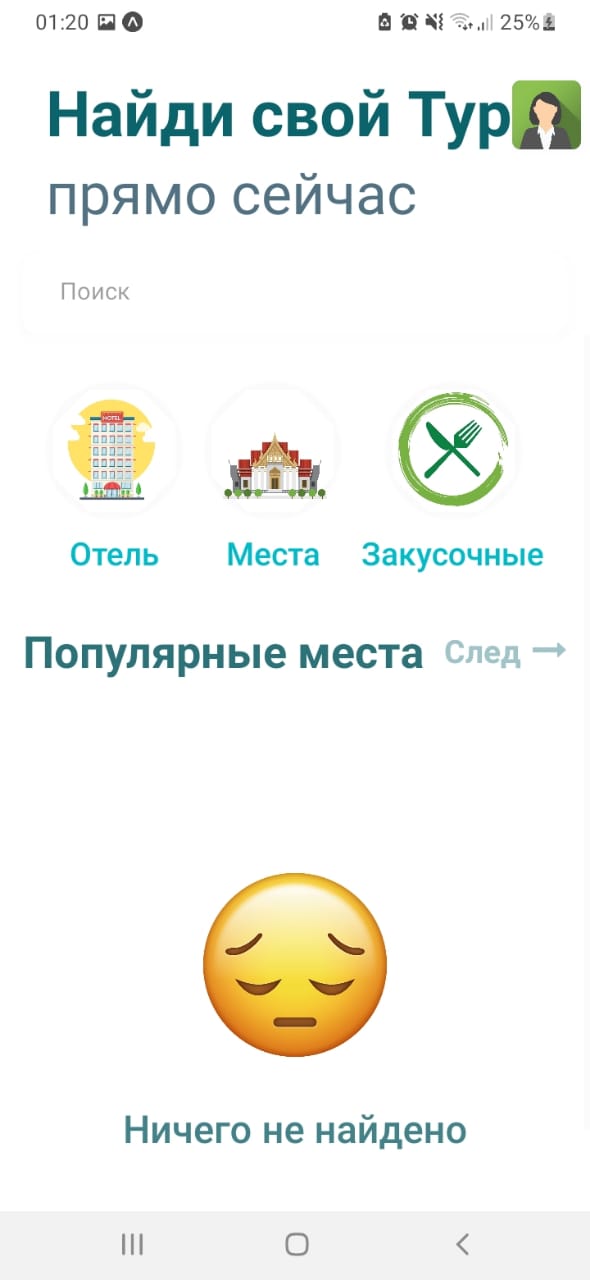 01:20 25%
Найди свой Тур
прямо сейчас
Поиск
HOTEL
Отель Места Закусочные
Популярные места След →
Ничего не найдено